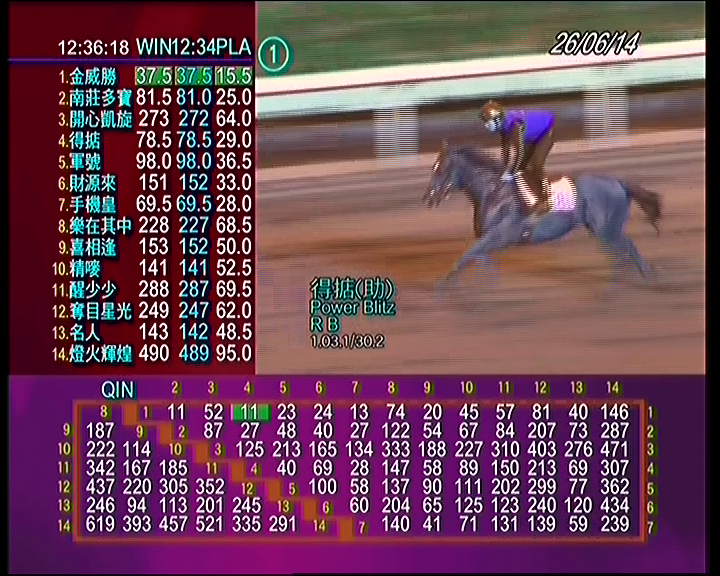 12:36:18 WIN12:34PLA
1
26/06/14
1.金威勝 37.5 37.5 15.5
2.南莊多寶 81.5 81.0 25.0
3.開心凱旋 273 272 64.0
4.得掂 78.5 78.5 29.0
5.軍號 98.0 98.0 36.5
6.財源來 151 152 33.0
7.手機皇 69.5 69.5 28.0
8.樂在其中 228 227 68.5
9.喜相逢 153 152 50.0
10.精嘜 141 141 52.5
11.醒少少 288 287 69.5
12.奪目星光 249 247 62.0
13.名人 143 142 48.5
14.燈火輝煌 490 489 95.0
得掂(助)
Power Blitz
R B
1.03.1/30.2
QIN 2 3 4 5 6 7 8 9 10 11 12 13 14
8 1 11 52 11 23 24 13 74 20 45 57 81 40 146 1
9 187 9 2 87 27 48 40 27 122 54 67 84 207 73 287 2
10 222 114 10 3 125 213 165 134 333 188 227 310 403 276 471 3
11 342 167 185 11 4 40 69 28 147 58 89 150 213 69 307 4
12 437 220 305 352 12 5 100 58 137 90 111 202 299 77 362 5
13 246 94 113 201 245 13 6 60 204 65 125 123 240 120 434 6
14 619 393 457 521 335 291 14 7 140 41 71 131 139 59 239 7